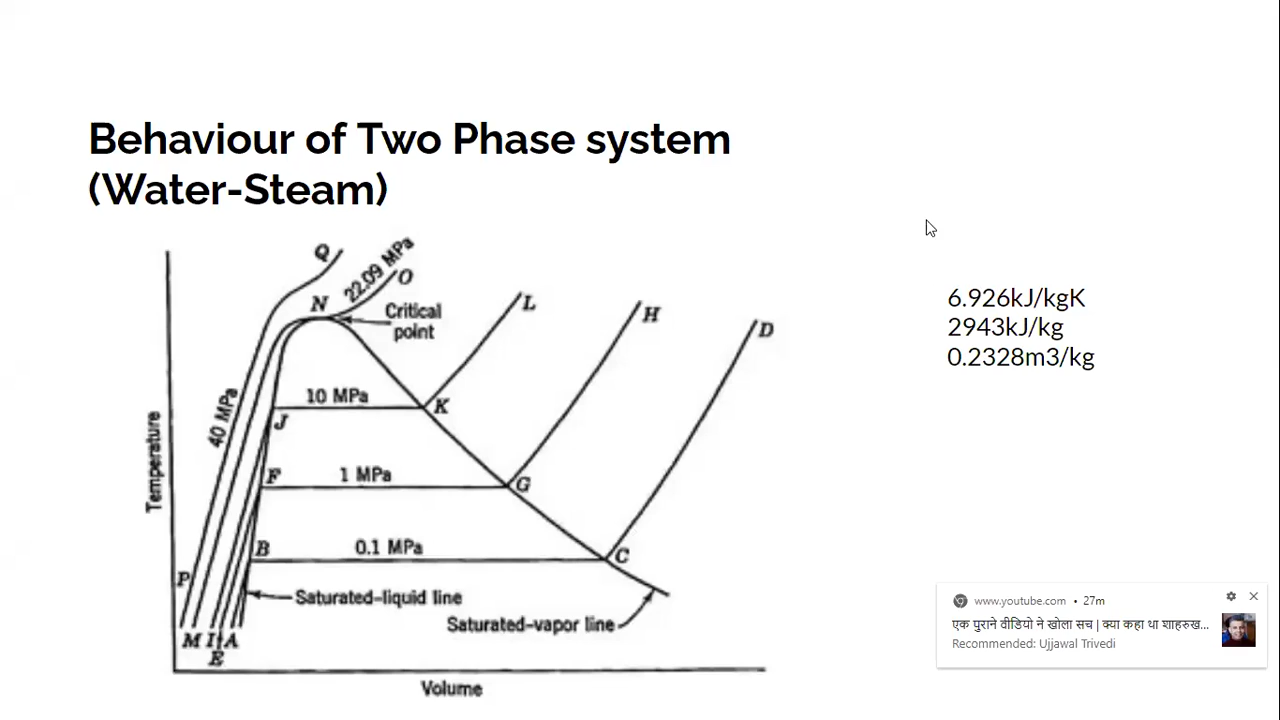 Behaviour of Two Phase system
(Water-Steam)
Q
22.09 MPa
O
N
Critical
point
L
H
D
40 MPa
10 MPa
K
J
Temperature
F
1 MPa
G
B
0.1 MPa
C
P
Saturated-liquid line
Saturated-vapor line
M I A
E
Volume
6.926kJ/kgK
2943kJ/kg
0.2328m3/kg
www.youtube.com • 27m
एक पुराने वीडियो ने खोला सच | क्या कहा था शाहरुख...
Recommended: Ujjawal Trivedi